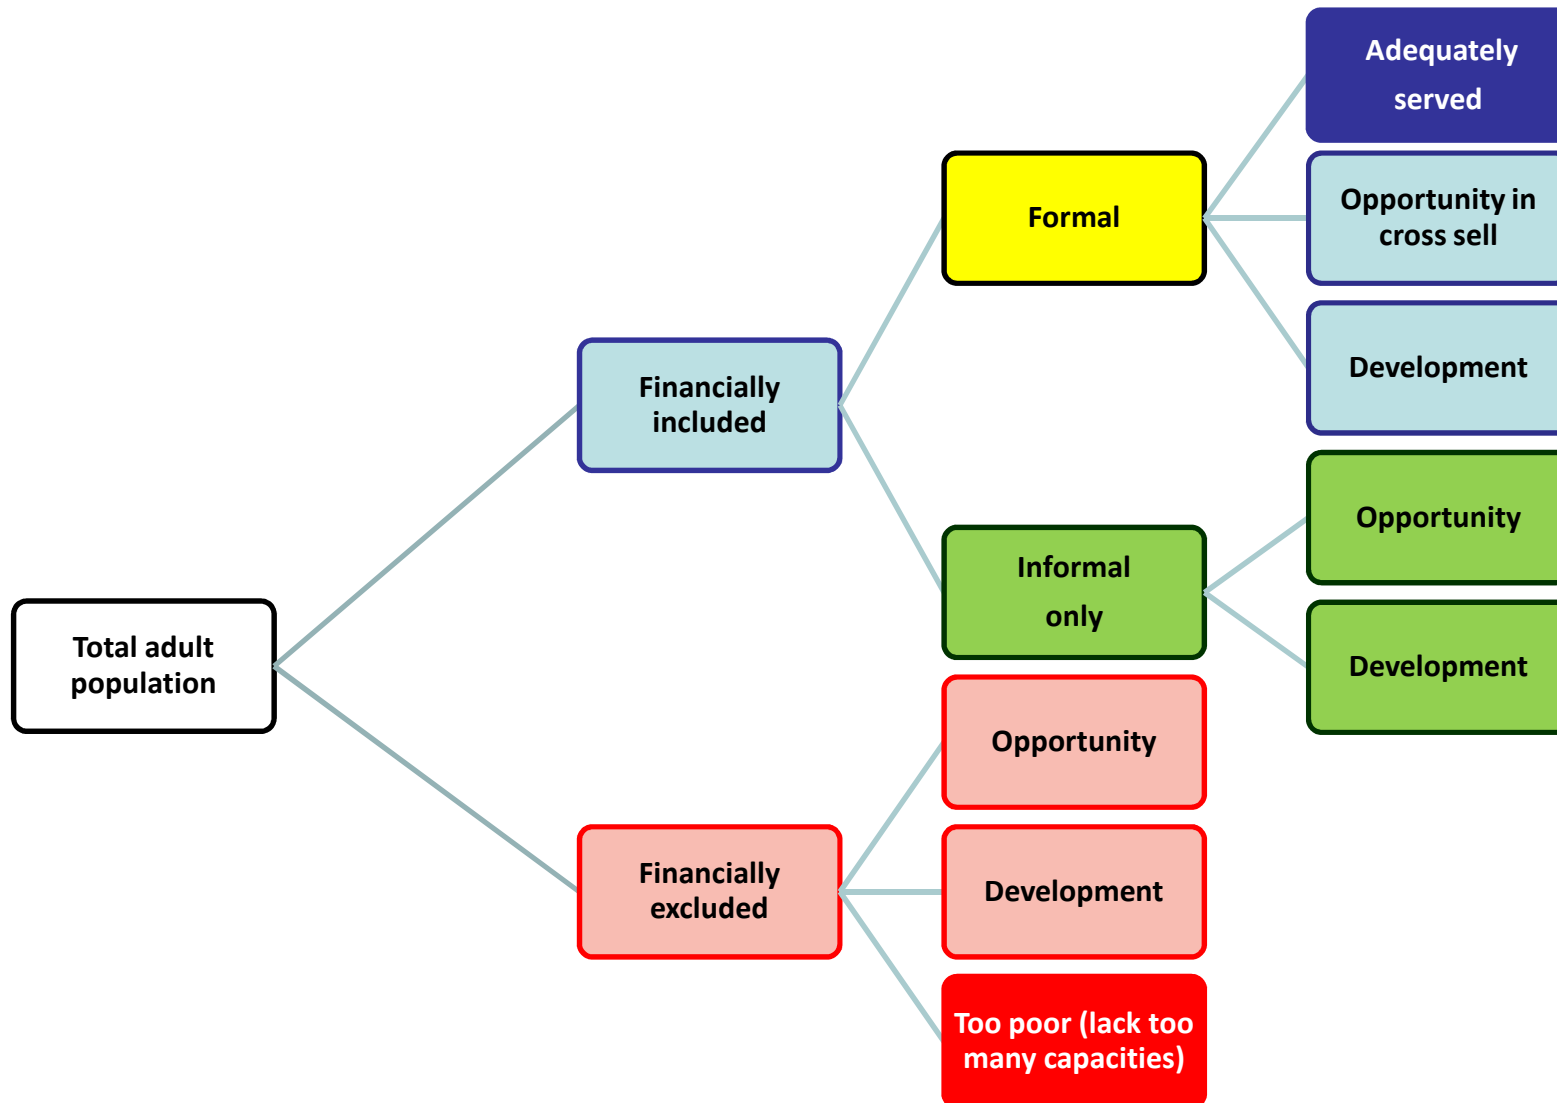 Adequately
served
Opportunity in
cross sell
Formal
Development
Financially
included
Opportunity
Informal
only
Development
Total adult
population
Opportunity
Financially
excluded
Development
Too poor (lack too
many capacities)